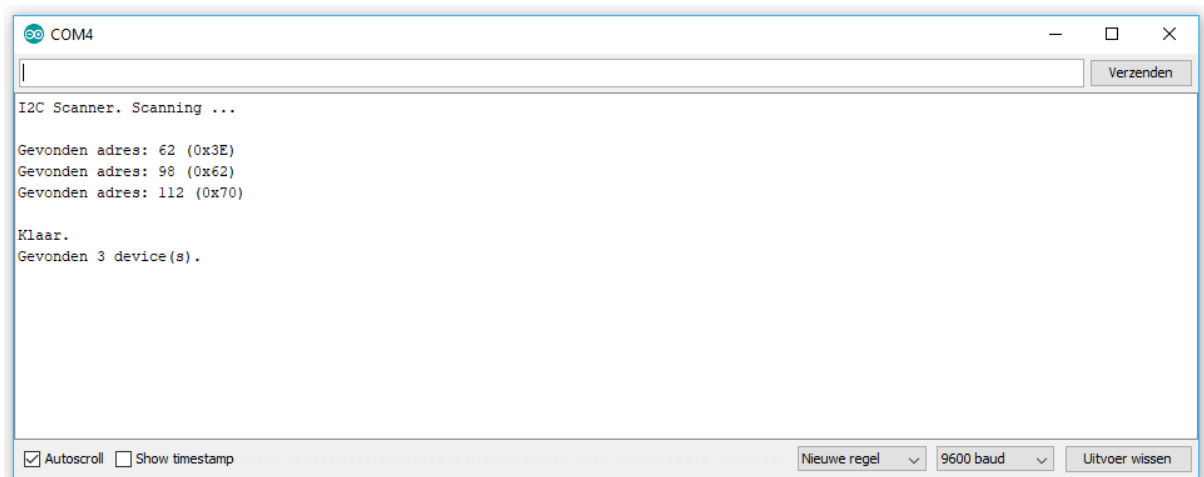 COM4
Verzenden
I2C Scanner. Scanning ...
Gevonden adres: 62 (0x3E)
Gevonden adres: 98 (0x62)
Gevonden adres: 112 (0x70)
Klaar.
Gevonden 3 device(s).
Autoscroll Show timestamp Nieuwe regel 9600 baud Uitvoer wissen